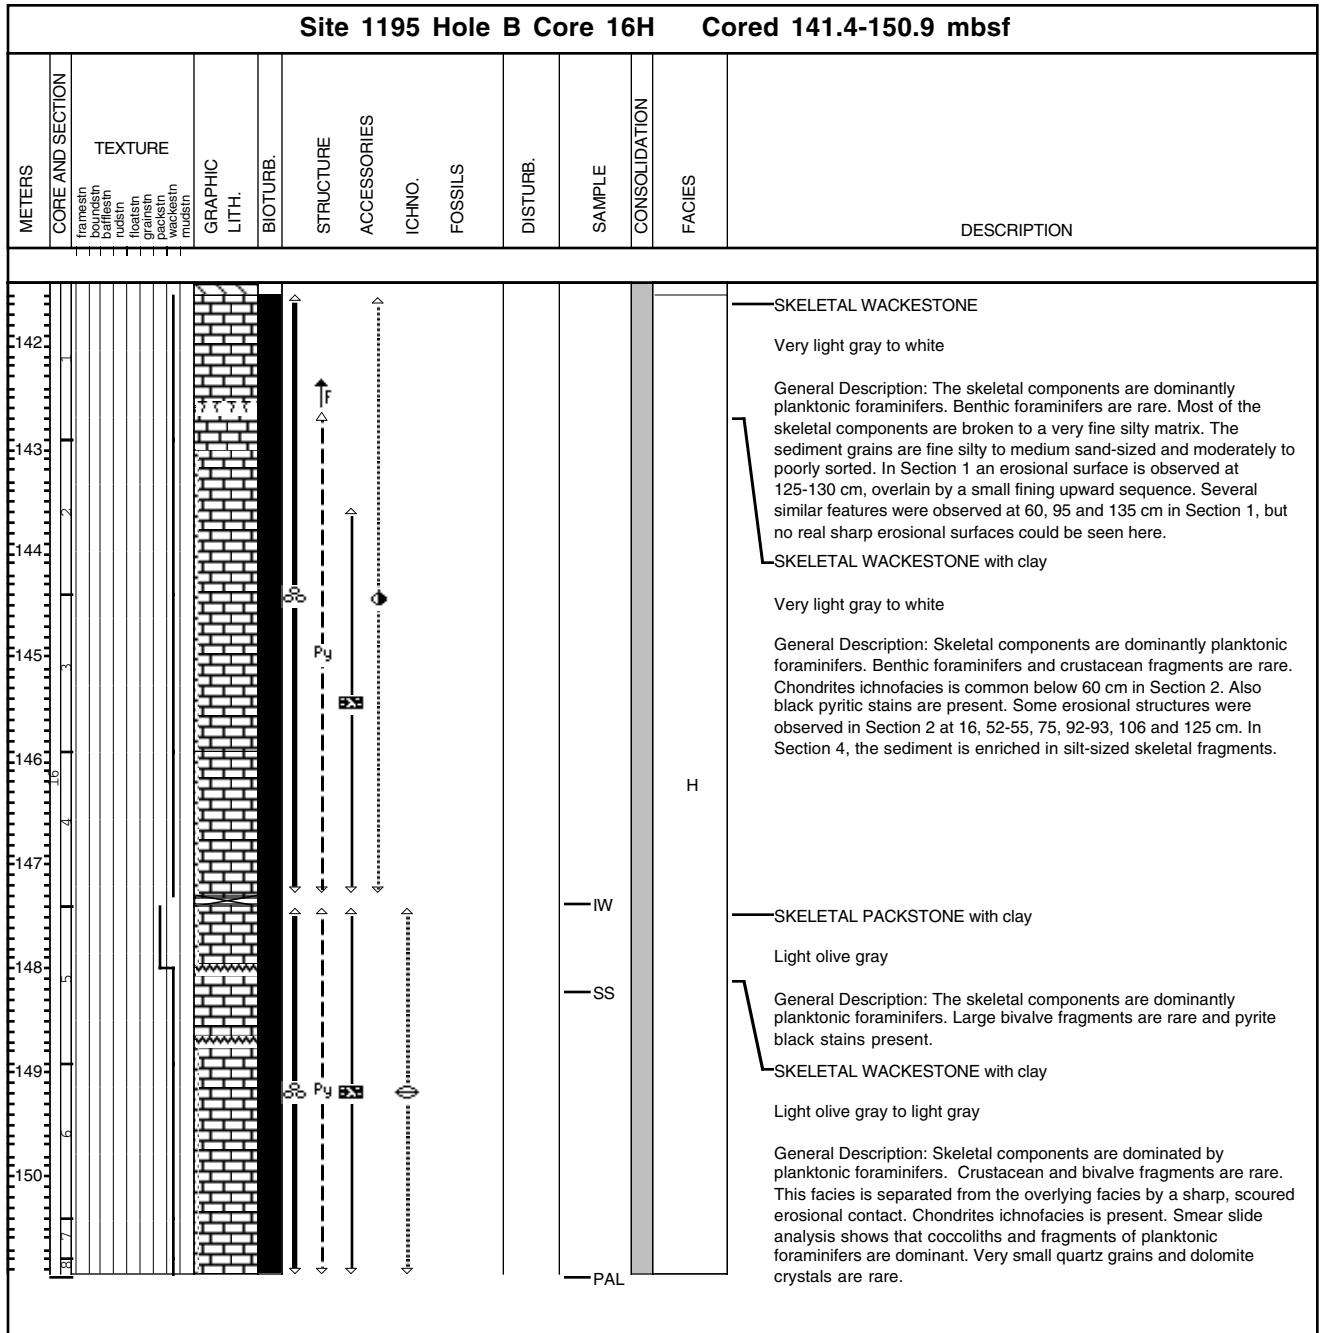 Site 1195 Hole B Core 16H Cored 141.4-150.9 mbsf
METERS
CORE AND SECTION
TEXTURE
framestn
boundstn
bafflestn
rudstn
floatstn
grainstn
packstn
wackestn
mudstn
GRAPHIC
LITH.
BIOTURB.
STRUCTURE
ACCESSORIES
ICHNO.
FOSSILS
DISTURB.
SAMPLE
CONSOLIDATION
FACIES
DESCRIPTION
142
143
144
145
146
147
148
149
150
16
1
2
3
4
5
6
7
8
F
Py
Py
IW
SS
PAL
H
SKELETAL WACKESTONE
Very light gray to white
General Description: The skeletal components are dominantly
planktonic foraminifers. Benthic foraminifers are rare. Most of the
skeletal components are broken to a very fine silty matrix. The
sediment grains are fine silty to medium sand-sized and moderately to
poorly sorted. In Section 1 an erosional surface is observed at
125-130 cm, overlain by a small fining upward sequence. Several
similar features were observed at 60, 95 and 135 cm in Section 1, but
no real sharp erosional surfaces could be seen here.
SKELETAL WACKESTONE with clay
Very light gray to white
General Description: Skeletal components are dominantly planktonic
foraminifers. Benthic foraminifers and crustacean fragments are rare.
Chondrites ichnofacies is common below 60 cm in Section 2. Also
black pyritic stains are present. Some erosional structures were
observed in Section 2 at 16, 52-55, 75, 92-93, 106 and 125 cm. In
Section 4, the sediment is enriched in silt-sized skeletal fragments.
SKELETAL PACKSTONE with clay
Light olive gray
General Description: The skeletal components are dominantly
planktonic foraminifers. Large bivalve fragments are rare and pyrite
black stains present.
SKELETAL WACKESTONE with clay
Light olive gray to light gray
General Description: Skeletal components are dominated by
planktonic foraminifers. Crustacean and bivalve fragments are rare.
This facies is separated from the overlying facies by a sharp, scoured
erosional contact. Chondrites ichnofacies is present. Smear slide
analysis shows that coccoliths and fragments of planktonic
foraminifers are dominant. Very small quartz grains and dolomite
crystals are rare.